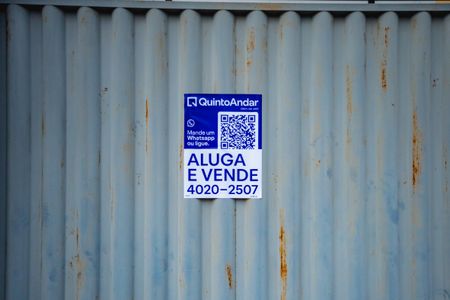 QuintoAndar
Mande um
Whatsapp
ou ligue.
ALUGA
E VENDE
4020-2507